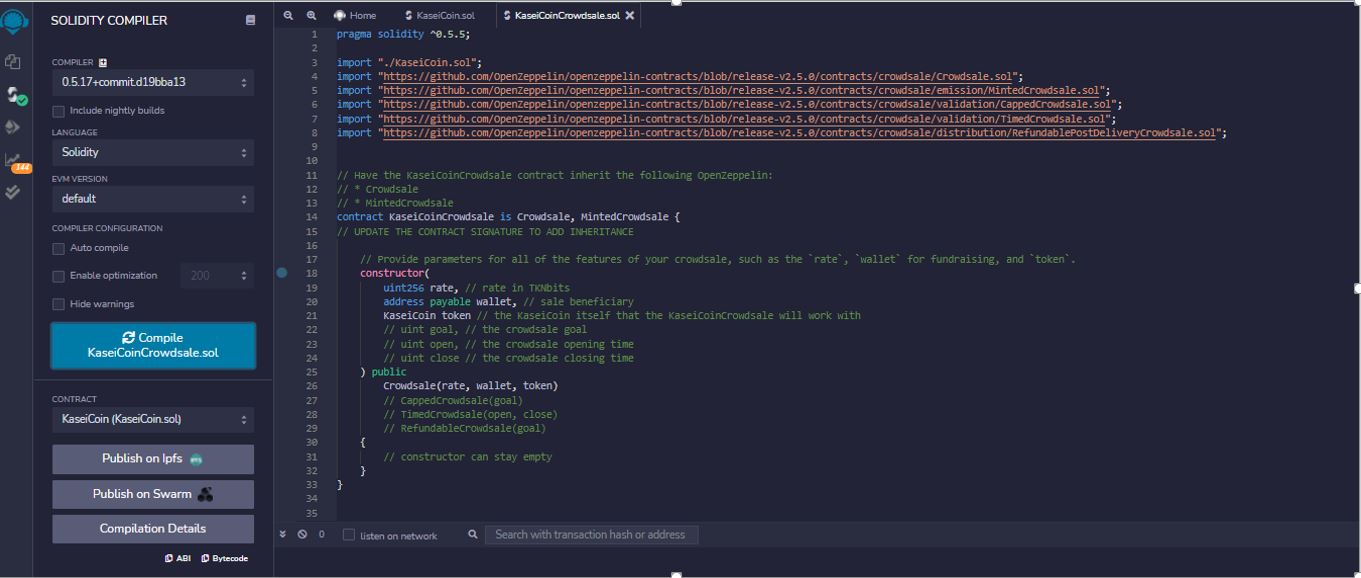 SOLIDITY COMPILER
COMPILER
0.5.17+commit.d19bba13
Include nightly builds
LANGUAGE
Solidity
EVM VERSION
default
COMPILER CONFIGURATION
Auto compile
Enable optimization
200
Hide warnings
Compile
KaseiCoinCrowdsale.sol
CONTRACT
KaseiCoin (KaseiCoin.sol)
Publish on Ipfs
Publish on Swarm
Compilation Details
ABI
Bytecode
144
Home
KaseiCoin.sol
KaseiCoinCrowdsale.sol
1 pragma solidity ^0.5.5;
2
3 import "./KaseiCoin.sol";
4 import "https://github.com/OpenZeppelin/openzeppelin-contracts/blob/release-v2.5.0/contracts/crowdsale/Crowdsale.sol";
5 import "https://github.com/OpenZeppelin/openzeppelin-contracts/blob/release-v2.5.0/contracts/crowdsale/emission/MintedCrowdsale.sol";
6 import "https://github.com/OpenZeppelin/openzeppelin-contracts/blob/release-v2.5.0/contracts/crowdsale/validation/CappedCrowdsale.sol";
7 import "https://github.com/OpenZeppelin/openzeppelin-contracts/blob/release-v2.5.0/contracts/crowdsale/validation/TimedCrowdsale.sol";
8 import "https://github.com/OpenZeppelin/openzeppelin-contracts/blob/release-v2.5.0/contracts/crowdsale/distribution/RefundablePostDeliveryCrowdsale.sol";
9
10
11 // Have the KaseiCoinCrowdsale contract inherit the following OpenZeppelin:
12 // * Crowdsale
13 // * MintedCrowdsale
14 contract KaseiCoinCrowdsale is Crowdsale, MintedCrowdsale {
15 // UPDATE THE CONTRACT SIGNATURE TO ADD INHERITANCE
16
17 // Provide parameters for all of the features of your crowdsale, such as the `rate`, `wallet` for fundraising, and `token`.
18 constructor(
19 uint256 rate, // rate in TKNbits
20 address payable wallet, // sale beneficiary
21 KaseiCoin token // the KaseiCoin itself that the KaseiCoinCrowdsale will work with
22 // uint goal, // the crowdsale goal
23 // uint open, // the crowdsale opening time
24 // uint close // the crowdsale closing time
25 ) public
26 Crowdsale(rate, wallet, token)
27 // CappedCrowdsale(goal)
28 // TimedCrowdsale(open, close)
29 // RefundableCrowdsale(goal)
30 {
31 // constructor can stay empty
32 }
33 }
34
35
0
listen on network
Search with transaction hash or address